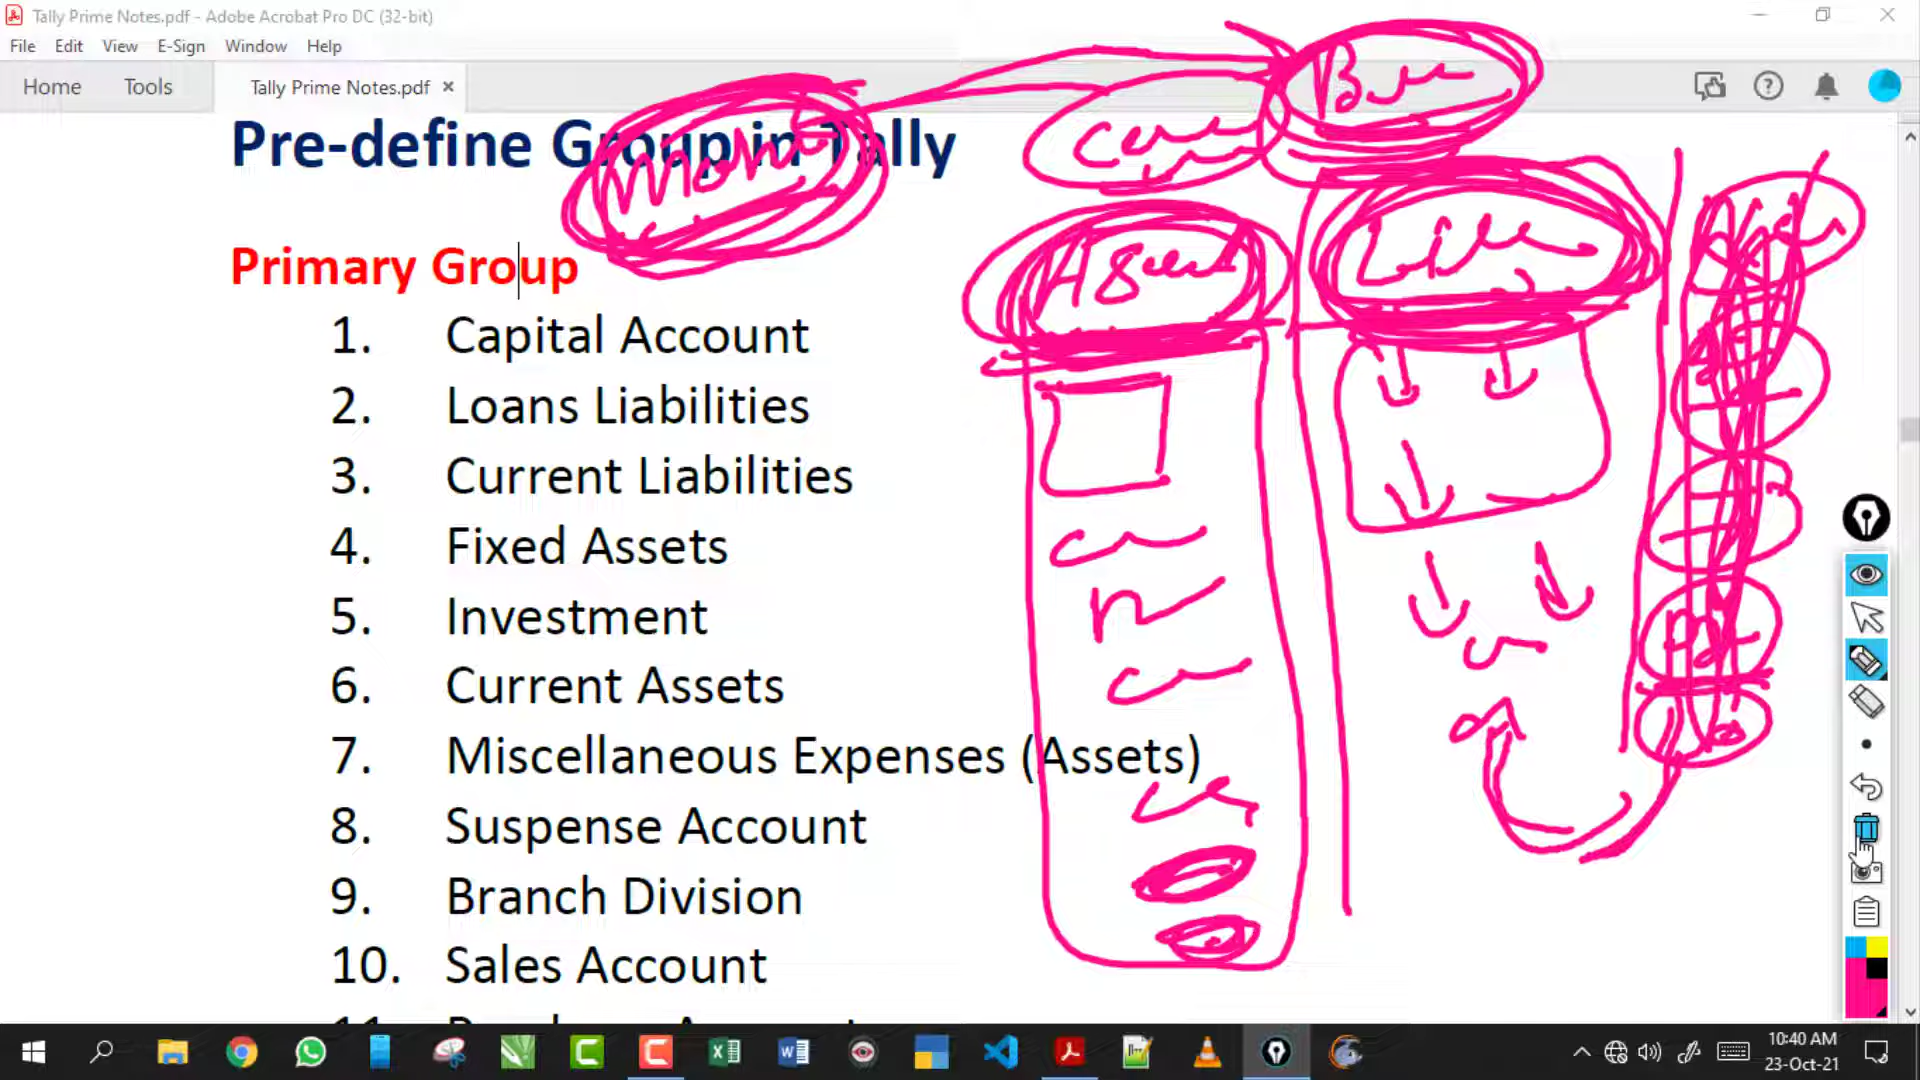 Tally Prime Notes.pdf - Adobe Acrobat Pro DC (32-bit)
File Edit View E-Sign Window Help
Home Tools Tally Prime Notes.pdf ×
Pre-define Group in Tally
Primary Group
1. Capital Account
2. Loans Liabilities
3. Current Liabilities
4. Fixed Assets
5. Investment
6. Current Assets
7. Miscellaneous Expenses (Assets)
8. Suspense Account
9. Branch Division
10. Sales Account
10:40 AM
23-Oct-21